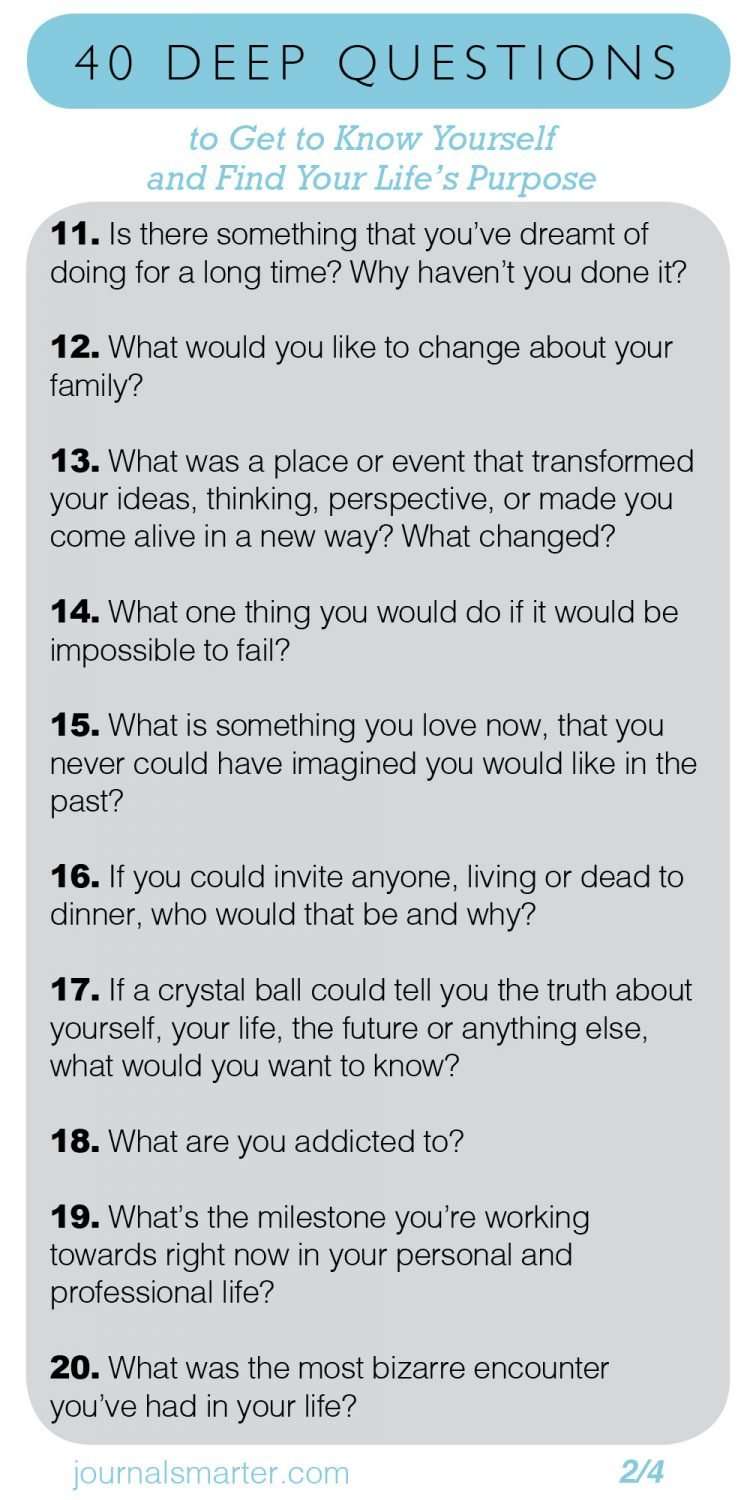 40 DEEP QUESTIONS
to Get to Know Yourself
and Find Your Life's Purpose
11. Is there something that you've dreamt of
doing for a long time? Why haven't you done it?
12. What would you like to change about your
family?
13. What was a place or event that transformed
your ideas, thinking, perspective, or made you
come alive in a new way? What changed?
14. What one thing you would do if it would be
impossible to fail?
15. What is something you love now, that you
never could have imagined you would like in the
past?
16. If you could invite anyone, living or dead to
dinner, who would that be and why?
17. If a crystal ball could tell you the truth about
yourself, your life, the future or anything else,
what would you want to know?
18. What are you addicted to?
19. What's the milestone you're working
towards right now in your personal and
professional life?
20. What was the most bizarre encounter
you've had in your life?
journalsmarter.com
2/4